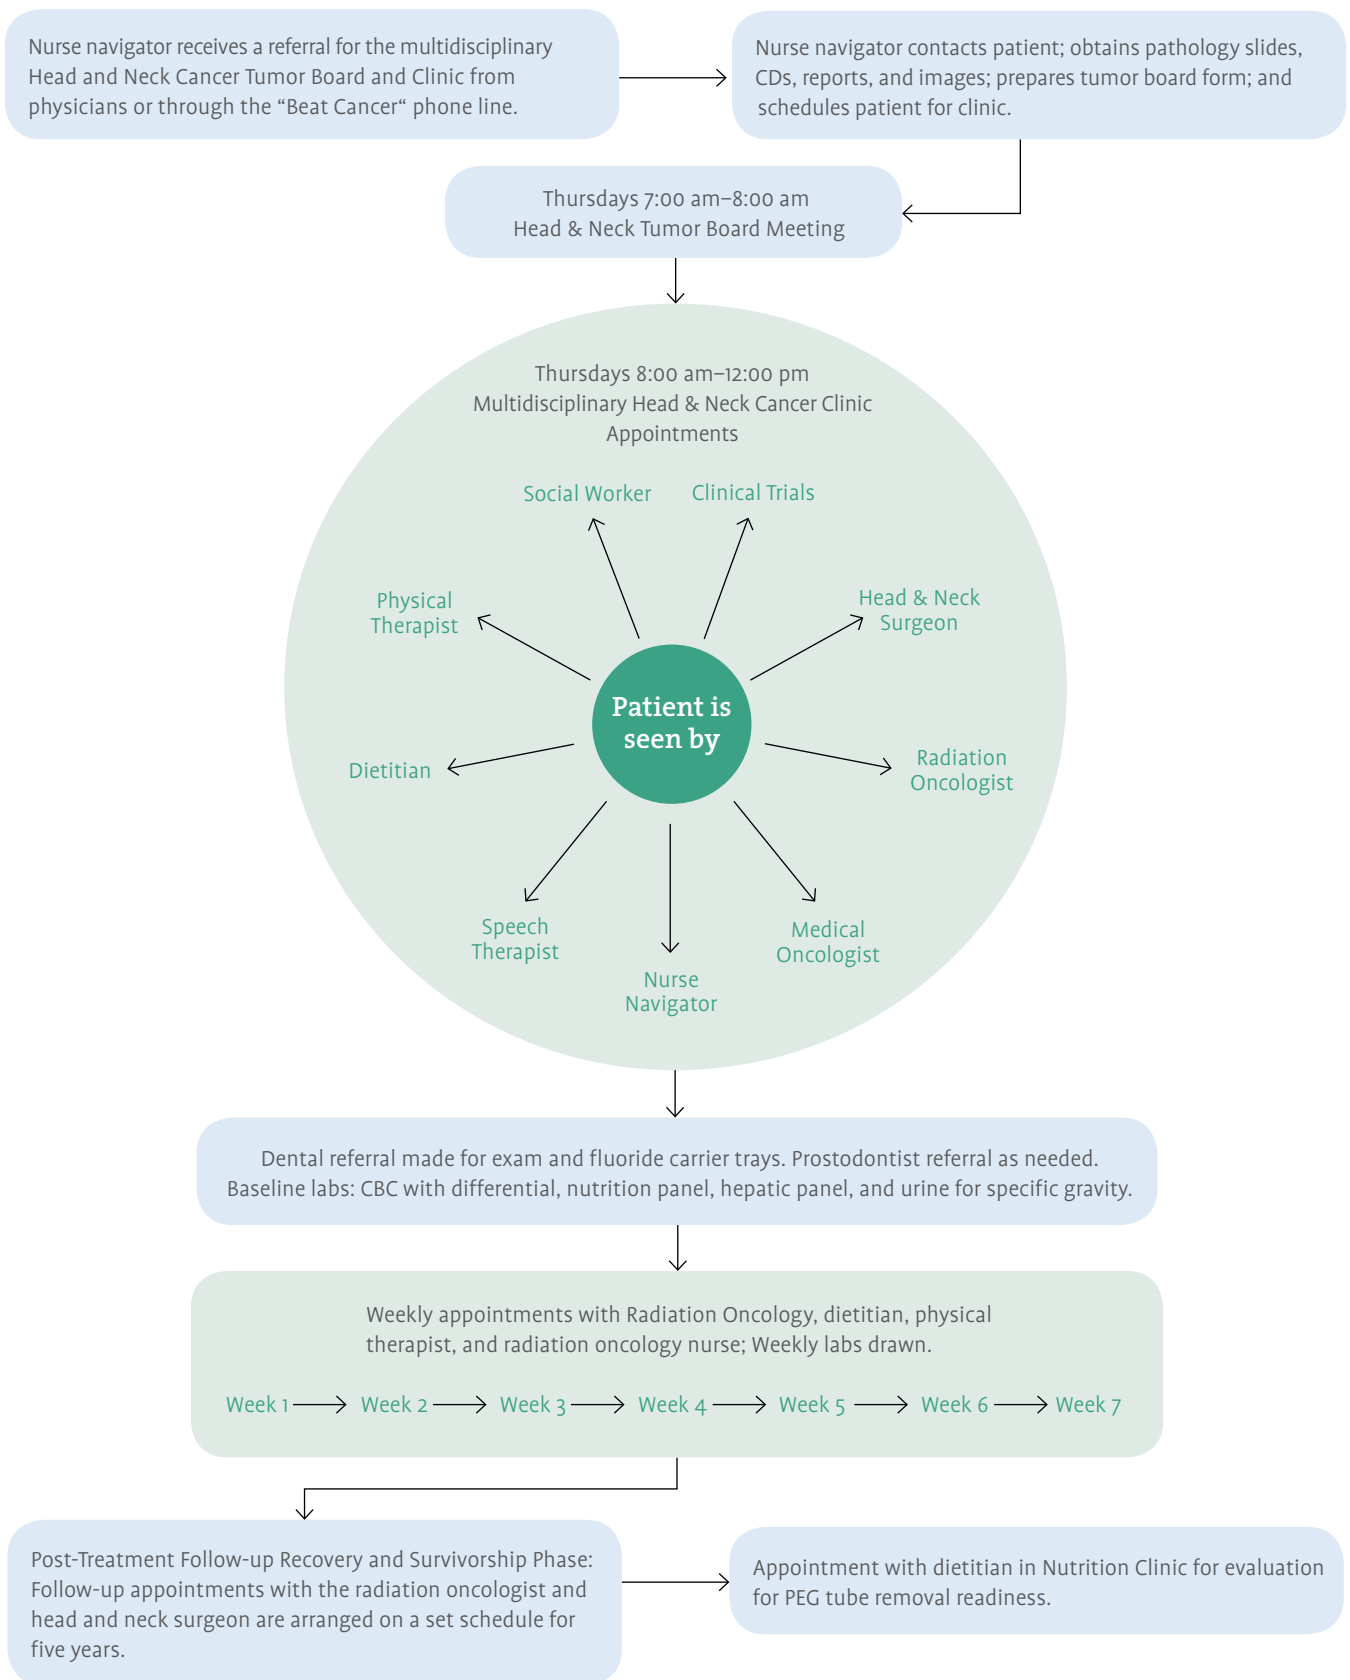 Nurse navigator receives a referral for the multidisciplinary
Head and Neck Cancer Tumor Board and Clinic from
physicians or through the “Beat Cancer“ phone line.
Nurse navigator contacts patient; obtains pathology slides,
CDs, reports, and images; prepares tumor board form; and
schedules patient for clinic.
Thursdays 7:00 am–8:00 am
Head & Neck Tumor Board Meeting
Thursdays 8:00 am–12:00 pm
Multidisciplinary Head & Neck Cancer Clinic
Appointments
Social Worker
Clinical Trials
Physical
Therapist
Head & Neck
Surgeon
Patient is
seen by
Dietitian
Radiation
Oncologist
Speech
Therapist
Medical
Oncologist
Nurse
Navigator
Dental referral made for exam and fluoride carrier trays. Prostodontist referral as needed.
Baseline labs: CBC with differential, nutrition panel, hepatic panel, and urine for specific gravity.
Weekly appointments with Radiation Oncology, dietitian, physical
therapist, and radiation oncology nurse; Weekly labs drawn.
Week 1 Week 2 Week 3 Week 4 Week 5 Week 6 Week 7
Post-Treatment Follow-up Recovery and Survivorship Phase:
Follow-up appointments with the radiation oncologist and
head and neck surgeon are arranged on a set schedule for
five years.
Appointment with dietitian in Nutrition Clinic for evaluation
for PEG tube removal readiness.